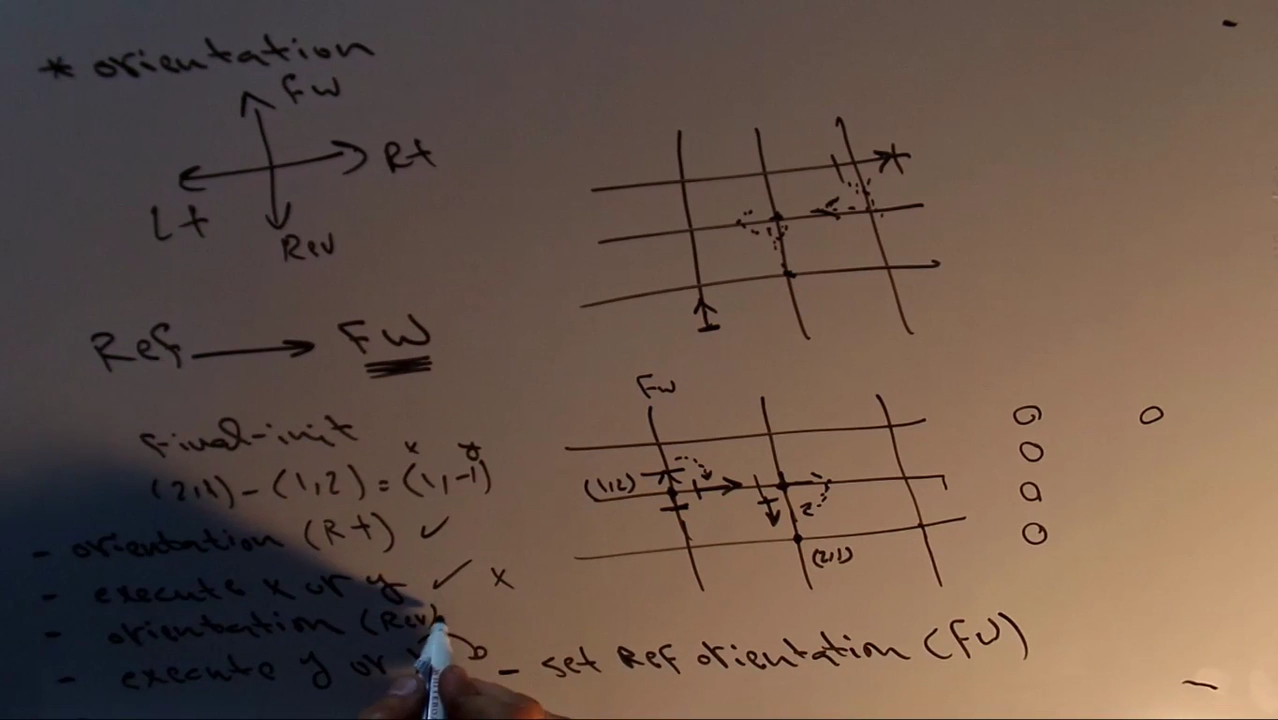 * orientation
FW
Rt
Lt
Rev
Ref → FW
Final-init
x y
(2,1) - (1,2) = (1,-1)
- orientation (Rt) ✓
- execute x or y ✓ x
- orientation (Rev)
- execute y or
- set Ref orientation (FW)
FW
(1,2)
2
(2,1)